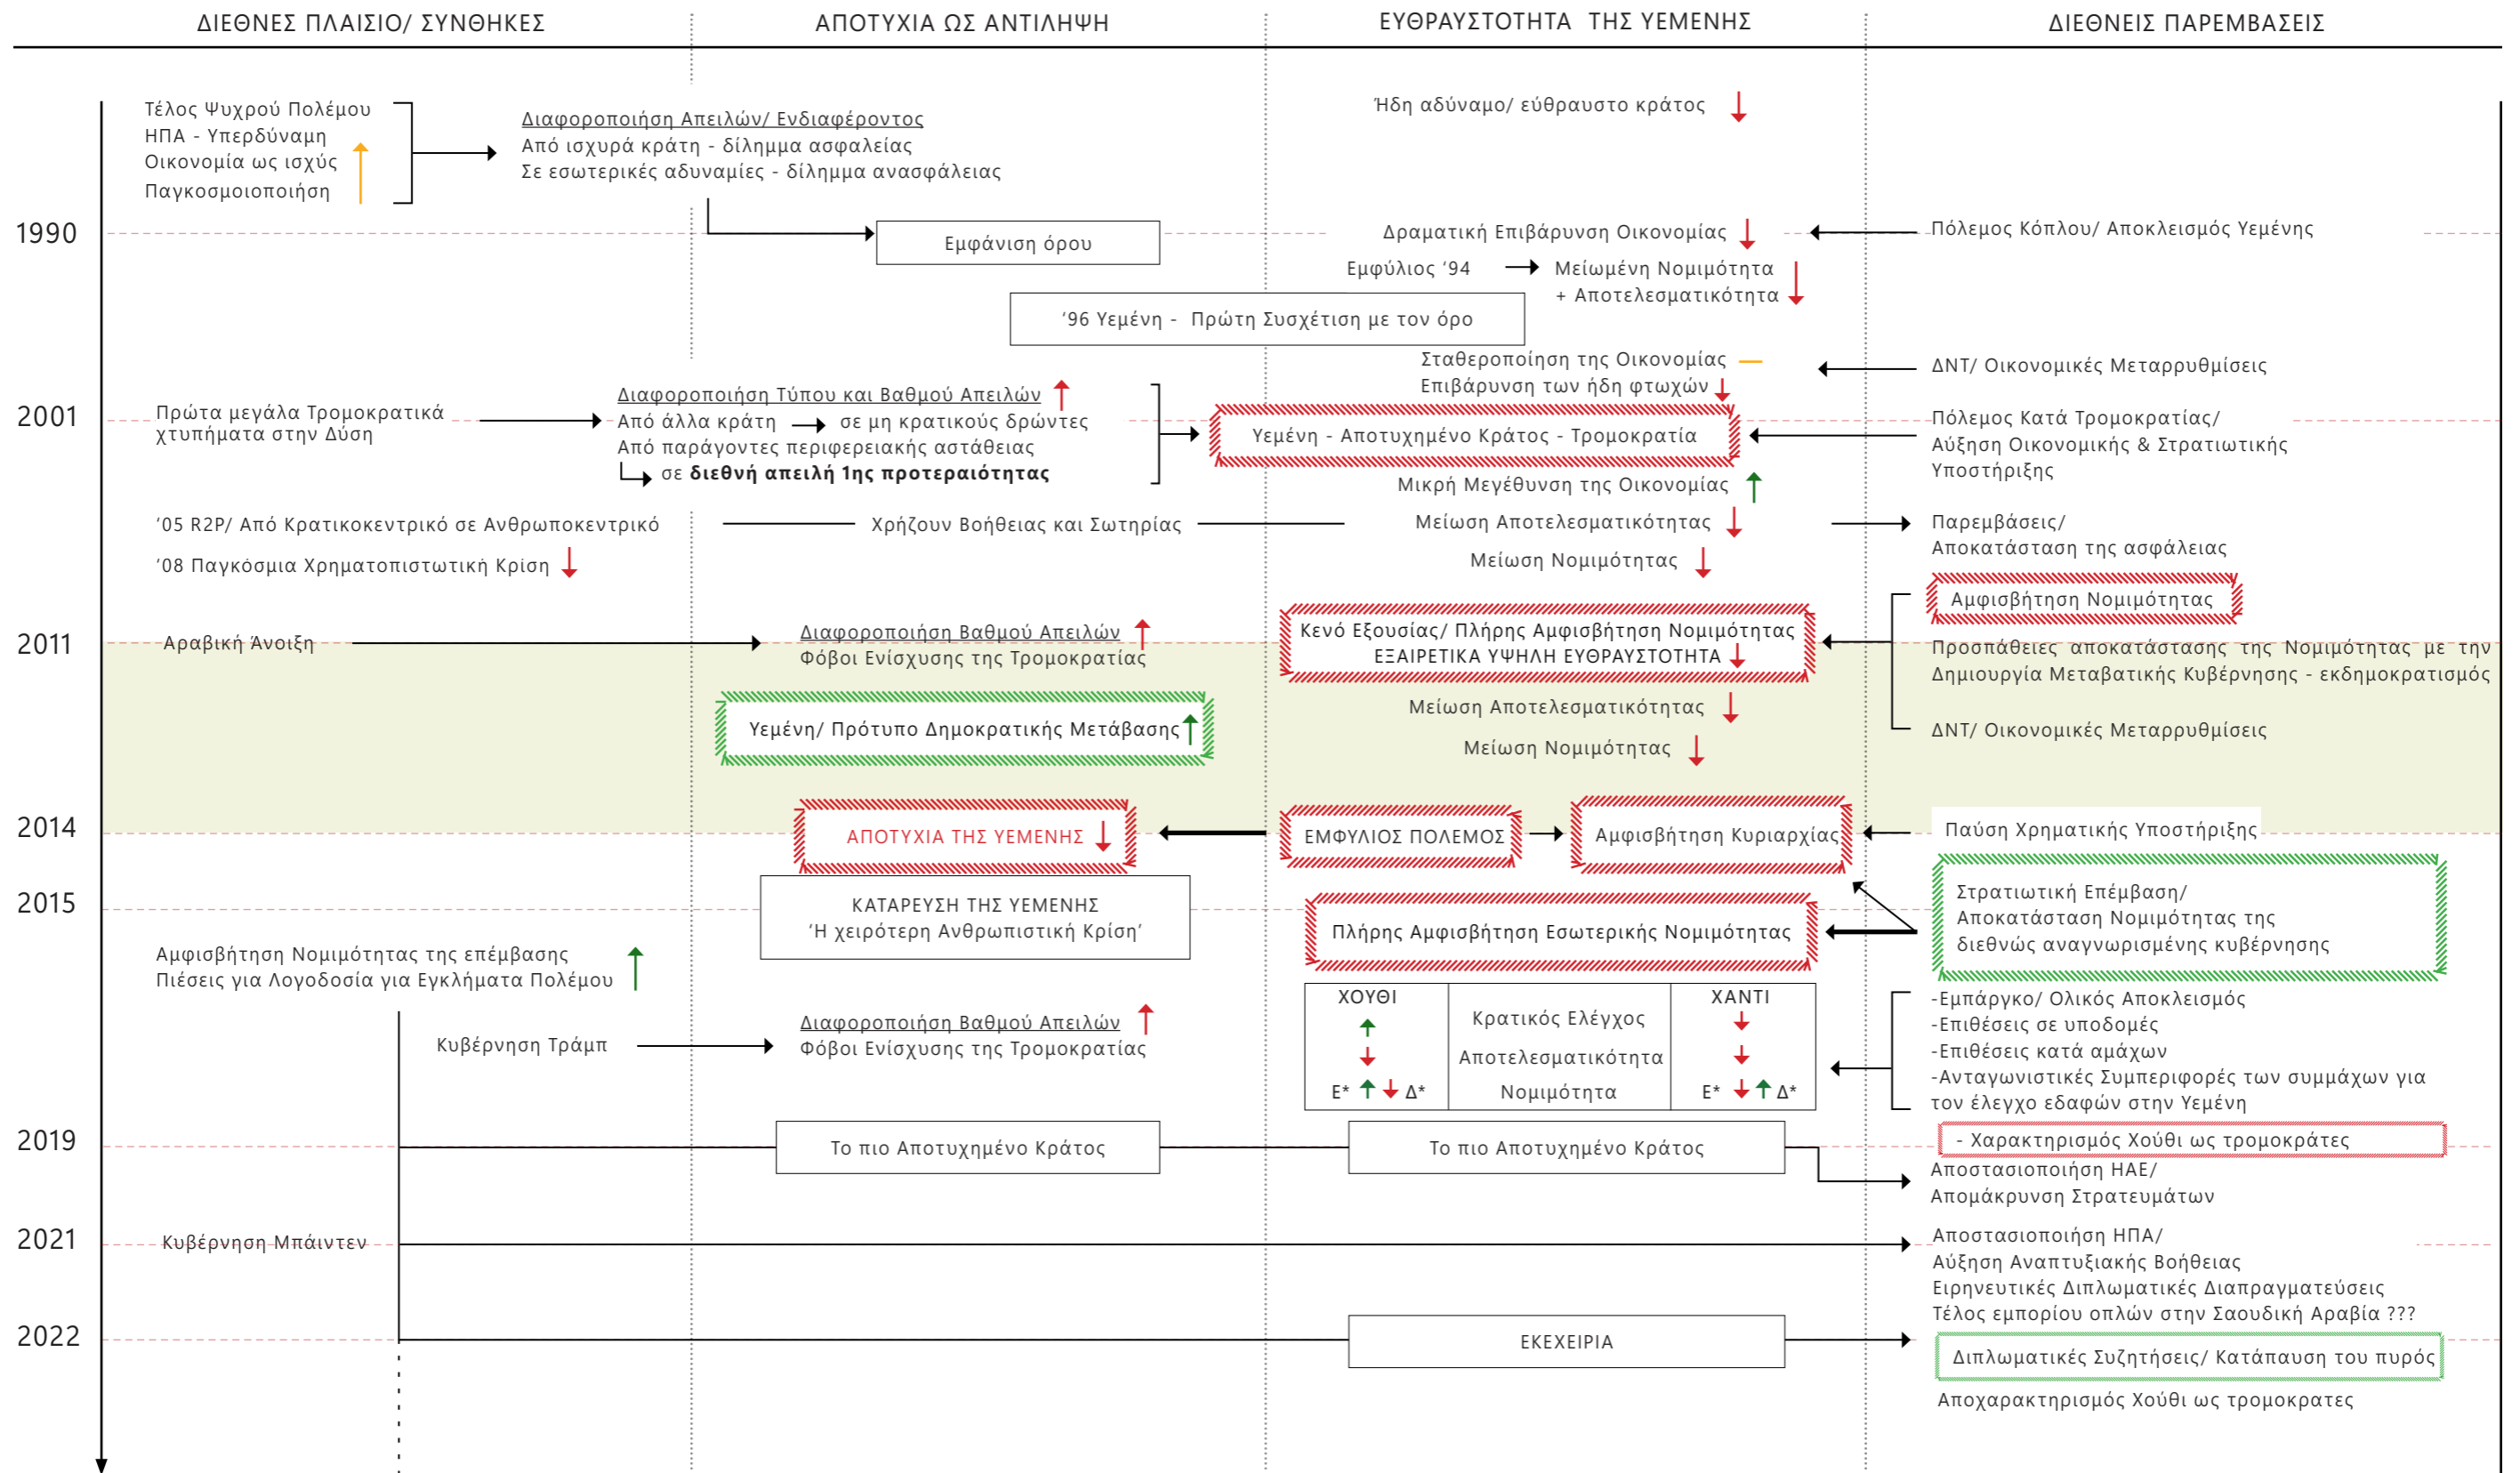 ΔΙΕΘΝΕΣ ΠΛΑΙΣΙΟ/ ΣΥΝΘΗΚΕΣ
ΑΠΟΤΥΧΙΑ ΩΣ ΑΝΤΙΛΗΨΗ
ΕΥΘΡΑΥΣΤΟΤΗΤΑ ΤΗΣ ΥΕΜΕΝΗΣ
ΔΙΕΘΝΕΙΣ ΠΑΡΕΜΒΑΣΕΙΣ
Τέλος Ψυχρού Πολέμου
ΗΠΑ - Υπερδύναμη
Οικονομία ως ισχύς
Παγκοσμοιοποιήση
Διαφοροποιήση Απειλών/ Ενδιαφέροντος
Από ισχυρά κράτη - δίλημμα ασφαλείας
Σε εσωτερικές αδυναμίες - δίλημμα ανασφάλειας
Ήδη αδύναμο/ εύθραυστο κράτος
1990
Εμφάνιση όρου
Δραματική Επιβάρυνση Οικονομίας
Πόλεμος Κόπλου/ Αποκλεισμός Υεμένης
Εμφύλιος ‘94
Μείωμένη Νομιμότητα
+ Αποτελεσματικότητα
‘96 Υεμένη - Πρώτη Συσχέτιση με τον όρο
Σταθεροποίηση της Οικονομίας
Επιβάρυνση των ήδη φτωχών
ΔΝΤ/ Οικονομικές Μεταρρυθμίσεις
2001
Πρώτα μεγάλα Τρομοκρατικά
χτυπήματα στην Δύση
Διαφοροποιήση Τύπου και Βαθμού Απειλών
Από άλλα κράτη
σε μη κρατικούς δρώντες
Από παράγοντες περιφερειακής αστάθειας
σε διεθνή απειλή 1ης προτεραιότητας
Υεμένη - Αποτυχημένο Κράτος - Τρομοκρατία
Πόλεμος Κατά Τρομοκρατίας/
Αύξηση Οικονομικής & Στρατιωτικής
Υποστήριξης
Μικρή Μεγέθυνση της Οικονομίας
‘05 R2P/ Από Κρατικοκεντρικό σε Ανθρωποκεντρικό
Χρήζουν Βοήθειας και Σωτηρίας
Μείωση Αποτελεσματικότητας
Παρεμβάσεις/
Αποκατάσταση της ασφάλειας
‘08 Παγκόσμια Χρηματοπιστωτική Κρίση
Μείωση Νομιμότητας
Αμφισβήτηση Νομιμότητας
2011
Αραβική Άνοιξη
Διαφοροποιήση Βαθμού Απειλών
Φόβοι Ενίσχυσης της Τρομοκρατίας
Κενό Εξουσίας/ Πλήρης Αμφισβήτηση Νομιμότητας
ΕΞΑΙΡΕΤΙΚΑ ΥΨΗΛΗ ΕΥΘΡΑΥΣΤΟΤΗΤΑ
Προσπάθειες αποκατάστασης της Νομιμότητας με την
Δημιουργία Μεταβατικής Κυβέρνησης - εκδημοκρατισμός
Υεμένη/ Πρότυπο Δημοκρατικής Μετάβασης
Μείωση Αποτελεσματικότητας
Μείωση Νομιμότητας
ΔΝΤ/ Οικονομικές Μεταρρυθμίσεις
2014
ΑΠΟΤΥΧΙΑ ΤΗΣ ΥΕΜΕΝΗΣ
ΕΜΦΥΛΙΟΣ ΠΟΛΕΜΟΣ
Αμφισβήτηση Κυριαρχίας
Παύση Χρηματικής Υποστήριξης
2015
ΚΑΤΑΡΕΥΣΗ ΤΗΣ ΥΕΜΕΝΗΣ
‘Η χειρότερη Ανθρωπιστική Κρίση’
Πλήρης Αμφισβήτηση Εσωτερικής Νομιμότητας
Στρατιωτική Επέμβαση/
Αποκατάσταση Νομιμότητας της
διεθνώς αναγνωρισμένης κυβέρνησης
Αμφισβήτηση Νομιμότητας της επέμβασης
Πιέσεις για Λογοδοσία για Εγκλήματα Πολέμου
Κυβέρνηση Τράμπ
Διαφοροποιήση Βαθμού Απειλών
Φόβοι Ενίσχυσης της Τρομοκρατίας
ΧΟΥΘΙ
ΧΑΝΤΙ
Κρατικός Ελέγχος
Αποτελεσματικότητα
Ε* Δ*
Νομιμότητα
Ε* Δ*
-Εμπάργκο/ Ολικός Αποκλεισμός
-Επιθέσεις σε υποδομές
-Επιθέσεις κατά αμάχων
-Ανταγωνιστικές Συμπεριφορές των συμμάχων για
τον έλεγχο εδαφών στην Υεμένη
2019
Το πιο Αποτυχημένο Κράτος
Το πιο Αποτυχημένο Κράτος
- Χαρακτηρισμός Χούθι ως τρομοκράτες
Αποστασιοποίηση ΗΑΕ/
Απομάκρυνση Στρατευμάτων
2021
Κυβέρνηση Μπάιντεν
Αποστασιοποίηση ΗΠΑ/
Αύξηση Αναπτυξιακής Βοήθειας
Ειρηνευτικές Διπλωματικές Διαπραγματεύσεις
Τέλος εμπορίου οπλών στην Σαουδική Αραβία ???
2022
ΕΚΕΧΕΙΡΙΑ
Διπλωματικές Συζητήσεις/ Κατάπαυση του πυρός
Αποχαρακτηρισμός Χούθι ως τρομοκρατες